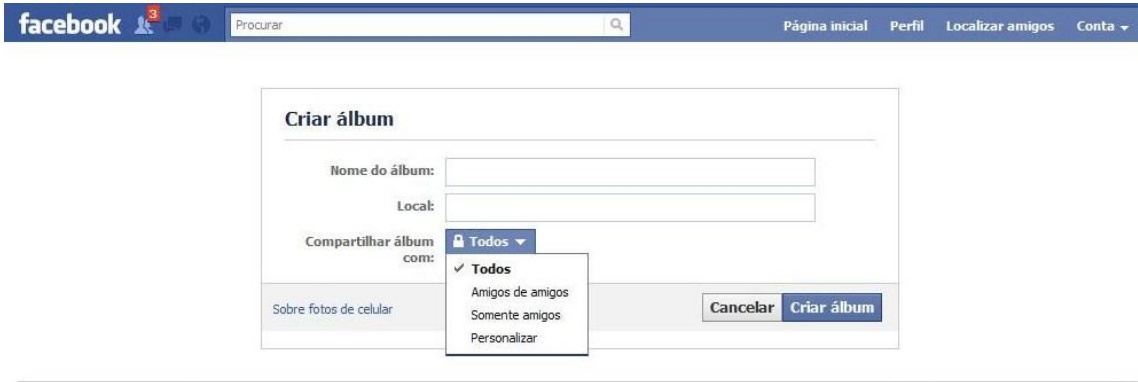 facebook 3 Procurar Página inicial Perfil Localizar amigos Conta
Criar álbum
Nome do álbum:
Local:
Compartilhar álbum
com:
Todos
Todos
Amigos de amigos
Somente amigos
Personalizar
Sobre fotos de celular
Cancelar Criar álbum